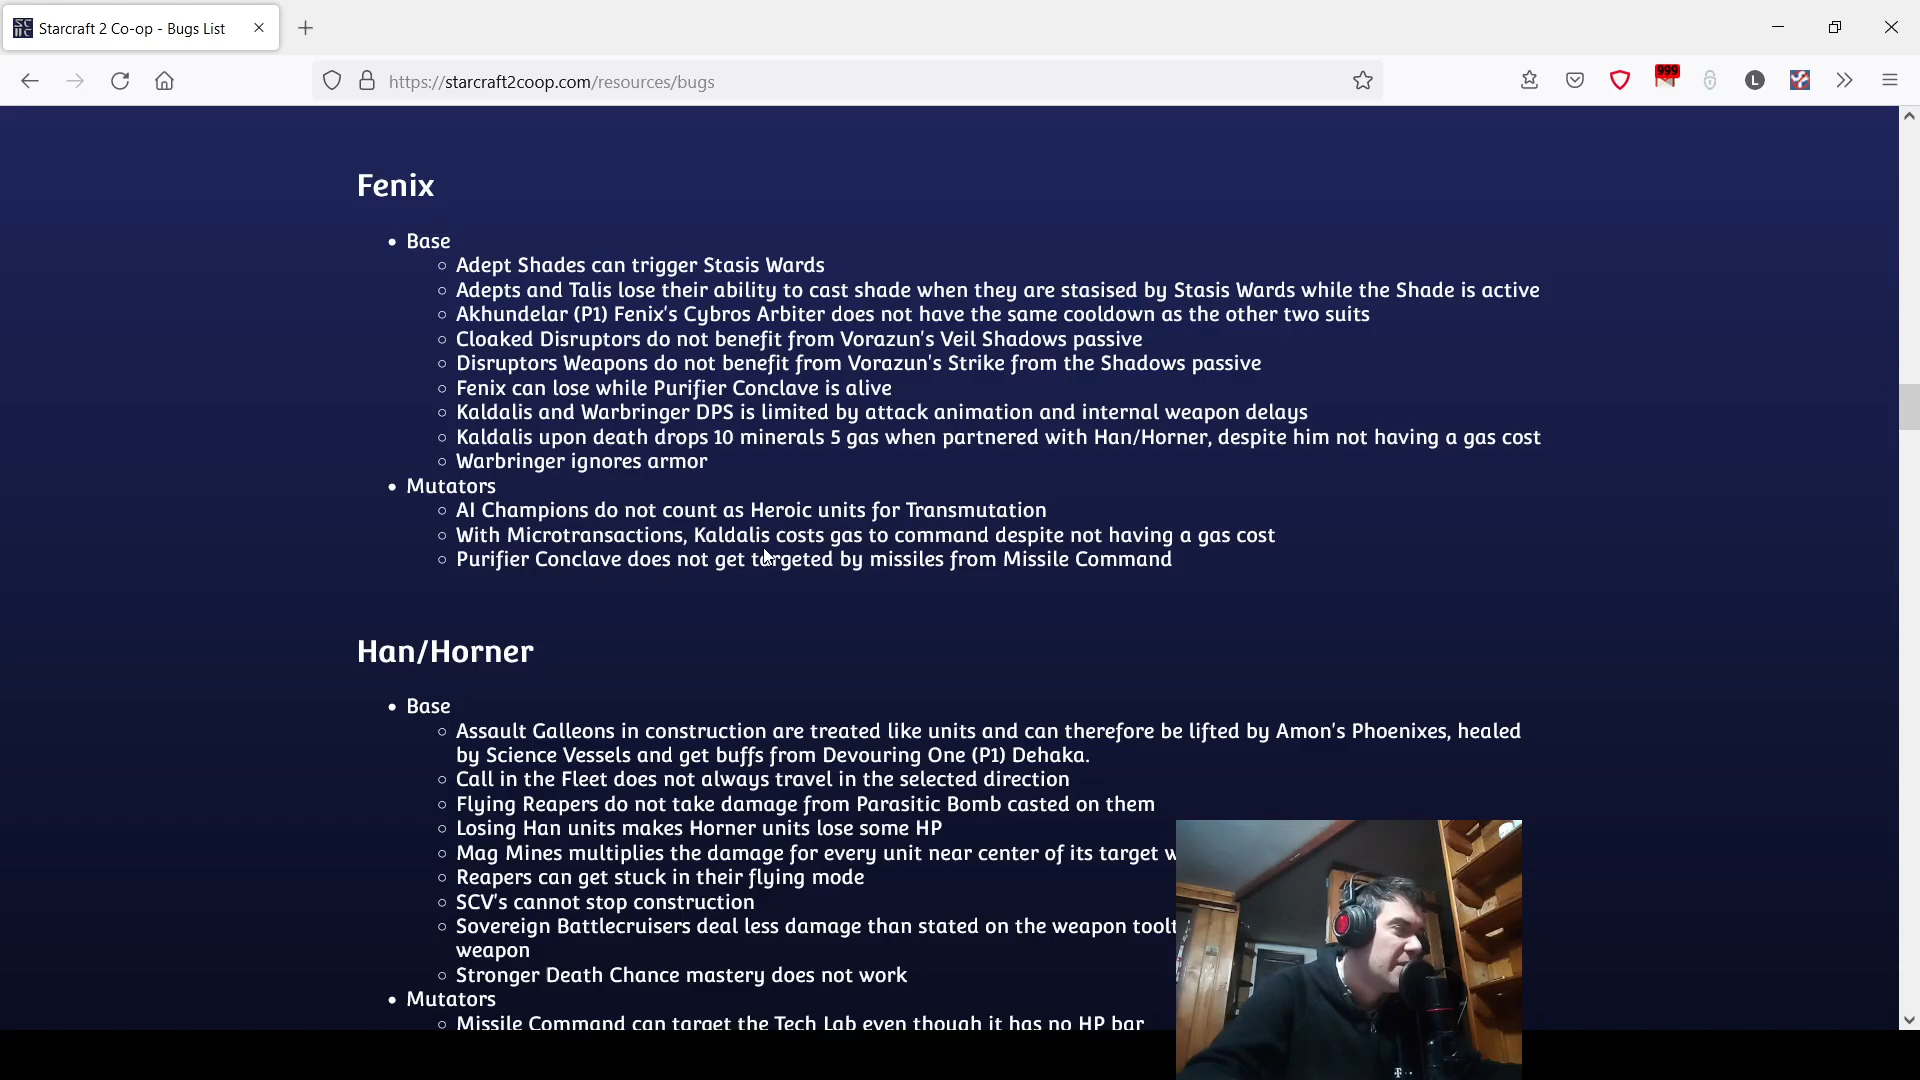 Starcraft 2 Co-op - Bugs List
https://starcraft2coop.com/resources/bugs
999
L
Fenix
Base
Adept Shades can trigger Stasis Wards
Adepts and Talis lose their ability to cast shade when they are stasised by Stasis Wards while the Shade is active
Akhundelar (P1) Fenix's Cybros Arbiter does not have the same cooldown as the other two suits
Cloaked Disruptors do not benefit from Vorazun's Veil Shadows passive
Disruptors Weapons do not benefit from Vorazun's Strike from the Shadows passive
Fenix can lose while Purifier Conclave is alive
Kaldalis and Warbringer DPS is limited by attack animation and internal weapon delays
Kaldalis upon death drops 10 minerals 5 gas when partnered with Han/Horner, despite him not having a gas cost
Warbringer ignores armor
Mutators
AI Champions do not count as Heroic units for Transmutation
With Microtransactions, Kaldalis costs gas to command despite not having a gas cost
Purifier Conclave does not get targeted by missiles from Missile Command
Han/Horner
Base
Assault Galleons in construction are treated like units and can therefore be lifted by Amon's Phoenixes, healed
by Science Vessels and get buffs from Devouring One (P1) Dehaka.
Call in the Fleet does not always travel in the selected direction
Flying Reapers do not take damage from Parasitic Bomb casted on them
Losing Han units makes Horner units lose some HP
Mag Mines multiplies the damage for every unit near center of its target
Reapers can get stuck in their flying mode
SCV's cannot stop construction
Sovereign Battlecruisers deal less damage than stated on the weapon
weapon
Stronger Death Chance mastery does not work
Mutators
Missile Command can target the Tech Lab even though it has no HP bar